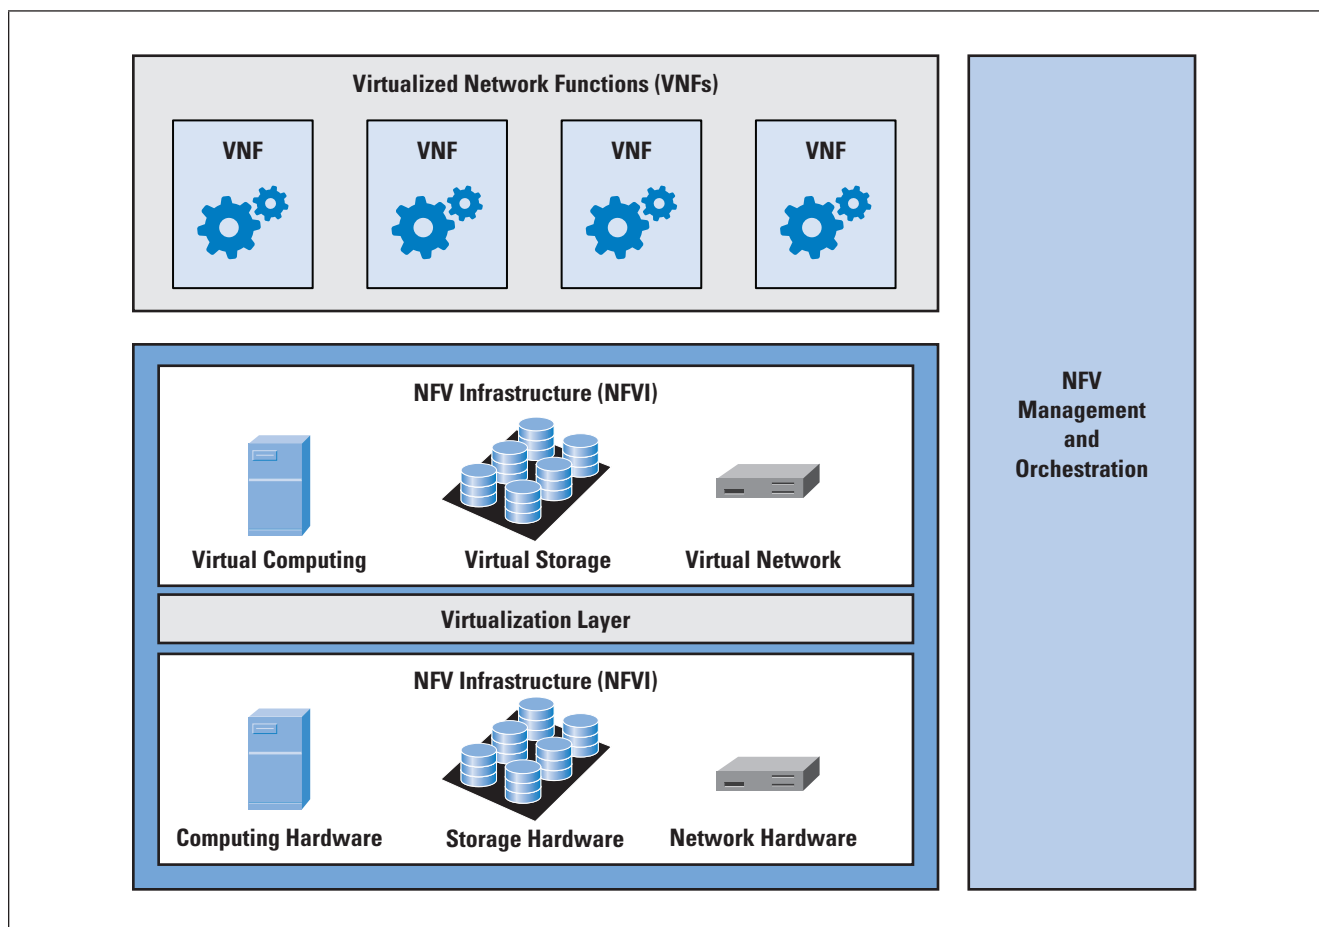 Virtualized Network Functions (VNFs)
VNF
VNF
VNF
VNF
NFV Infrastructure (NFVI)
Virtual Computing
Virtual Storage
Virtual Network
Virtualization Layer
NFV Infrastructure (NFVI)
Computing Hardware
Storage Hardware
Network Hardware
NFV
Management
and
Orchestration